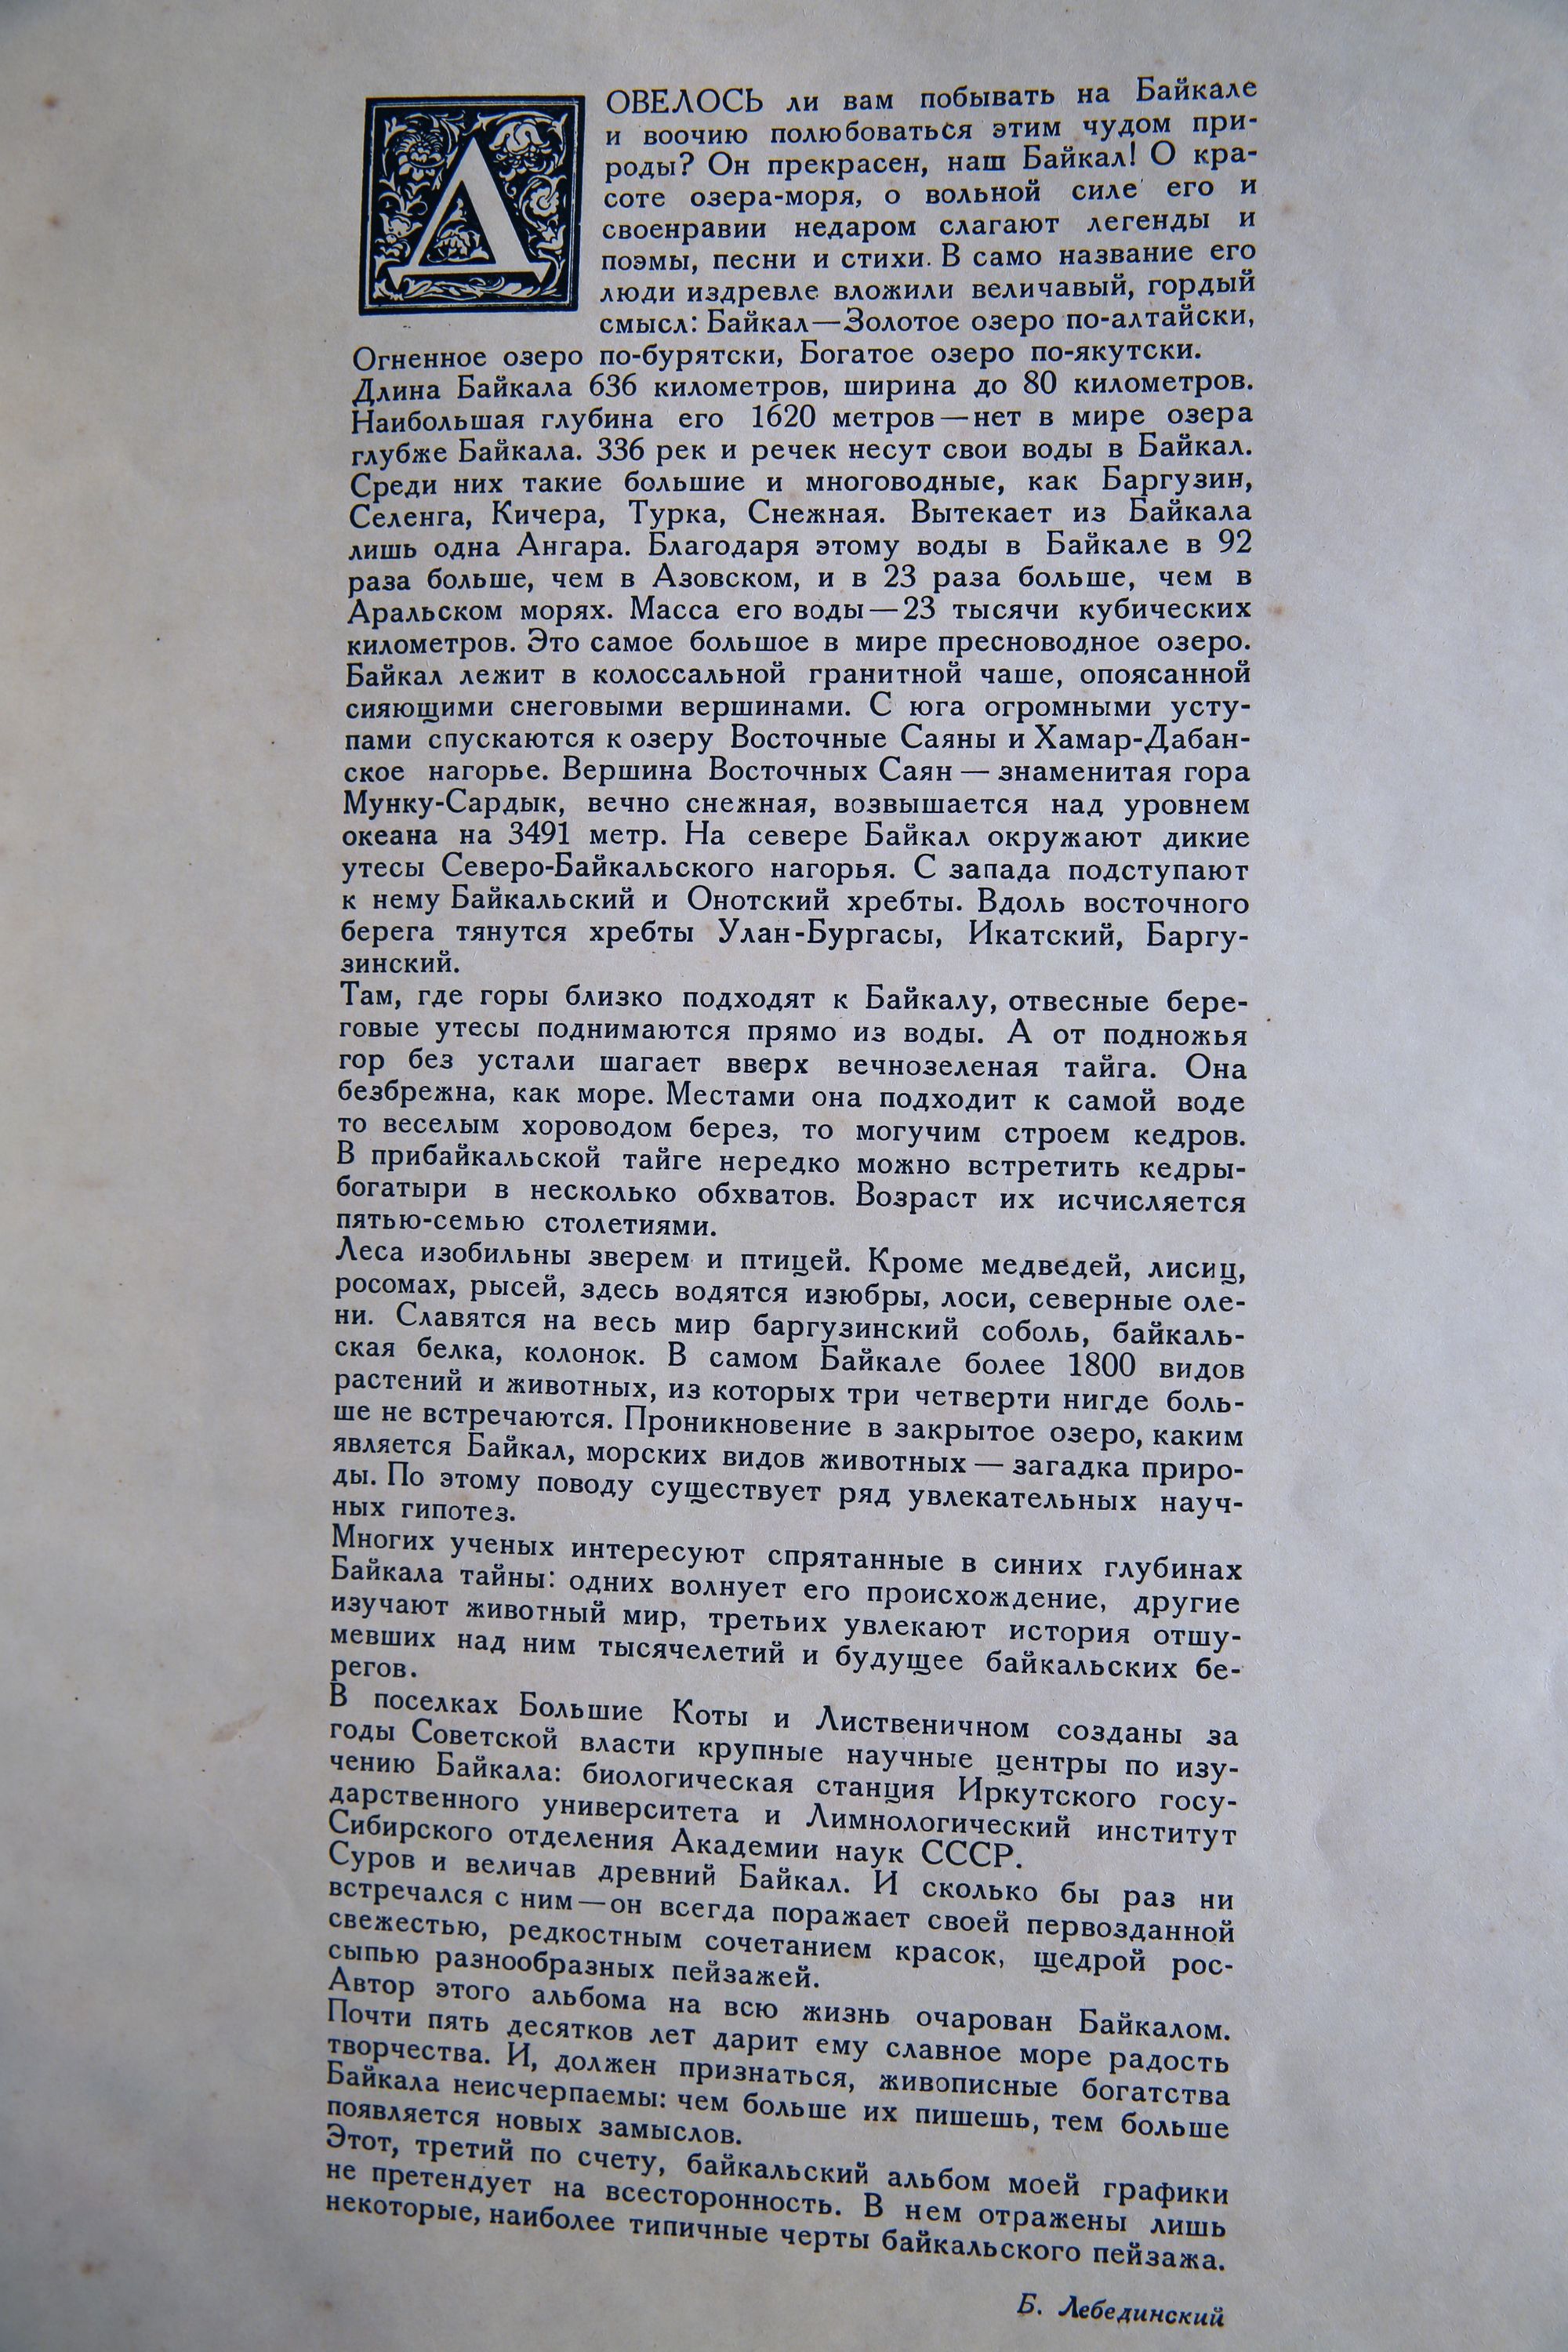 ДОВЕЛОСЬ ли вам побывать на Байкале
и воочию полюбоваться этим чудом при-
роды? Он прекрасен, наш Байкал! О кра-
соте озера-моря, о вольной силе его и
своенравии недаром слагают легенды и
поэмы, песни и стихи. В само название его
люди издревле вложили величавый, гордый
смысл: Байкал—Золотое озеро по-алтайски,
Огненное озеро по-бурятски, Богатое озеро по-якутски.
Длина Байкала 636 километров, ширина до 80 километров.
Наибольшая глубина его 1620 метров—нет в мире озера
глубже Байкала. 336 рек и речек несут свои воды в Байкал.
Среди них такие большие и многоводные, как Баргузин,
Селенга, Кичера, Турка, Снежная. Вытекает из Байкала
лишь одна Ангара. Благодаря этому воды в Байкале в 92
раза больше, чем в Азовском, и в 23 раза больше, чем в
Аральском морях. Масса его воды—23 тысячи кубических
километров. Это самое большое в мире пресноводное озеро.
Байкал лежит в колоссальной гранитной чаше, опоясанной
сияющими снеговыми вершинами. С юга огромными усту-
пами спускаются к озеру Восточные Саяны и Хамар-Дабан-
ское нагорье. Вершина Восточных Саян — знаменитая гора
Мунку-Сардык, вечно снежная, возвышается над уровнем
океана на 3491 метр. На севере Байкал окружают дикие
утесы Северо-Байкальского нагорья. С запада подступают
к нему Байкальский и Онотский хребты. Вдоль восточного
берега тянутся хребты Улан-Бургасы, Икатский, Баргу-
зинский.
Там, где горы близко подходят к Байкалу, отвесные бере-
говые утесы поднимаются прямо из воды. А от подножья
гор без устали шагает вверх вечнозеленая тайга. Она
безбрежна, как море. Местами она подходит к самой воде
то веселым хороводом берез, то могучим строем кедров.
В прибайкальской тайге нередко можно встретить кедры-
богатыри в несколько обхватов. Возраст их исчисляется
пятью-семью столетиями.
Леса изобильны зверем и птицей. Кроме медведей, лисиц,
росомах, рысей, здесь водятся изюбры, лоси, северные оле-
ни. Славятся на весь мир баргузинский соболь, байкаль-
ская белка, колонок. В самом Байкале более 1800 видов
растений и животных, из которых три четверти нигде боль-
ше не встречаются. Проникновение в закрытое озеро, каким
является Байкал, морских видов животных — загадка приро-
ды. По этому поводу существует ряд увлекательных науч-
ных гипотез.
Многих ученых интересуют спрятанные в синих глубинах
Байкала тайны: одних волнует его происхождение, другие
изучают животный мир, третьих увлекают история отшу-
мевших над ним тысячелетий и будущее байкальских бе-
регов.
В поселках Большие Коты и Лиственичном созданы за
годы Советской власти крупные научные центры по изу-
чению Байкала: биологическая станция Иркутского госу-
дарственного университета и Лимнологический институт
Сибирского отделения Академии наук СССР.
Суров и величав древний Байкал. И сколько бы раз ни
встречался с ним—он всегда поражает своей первозданной
свежестью, редкостным сочетанием красок, щедрой рос-
сыпью разнообразных пейзажей.
Автор этого альбома на всю жизнь очарован Байкалом.
Почти пять десятков лет дарит ему славное море радость
творчества. И, должен признаться, живописные богатства
Байкала неисчерпаемы: чем больше их пишешь, тем больше
появляется новых замыслов.
Этот, третий по счету, байкальский альбом моей графики
не претендует на всесторонность. В нем отражены лишь
некоторые, наиболее типичные черты байкальского пейзажа.
Б. Лебединский